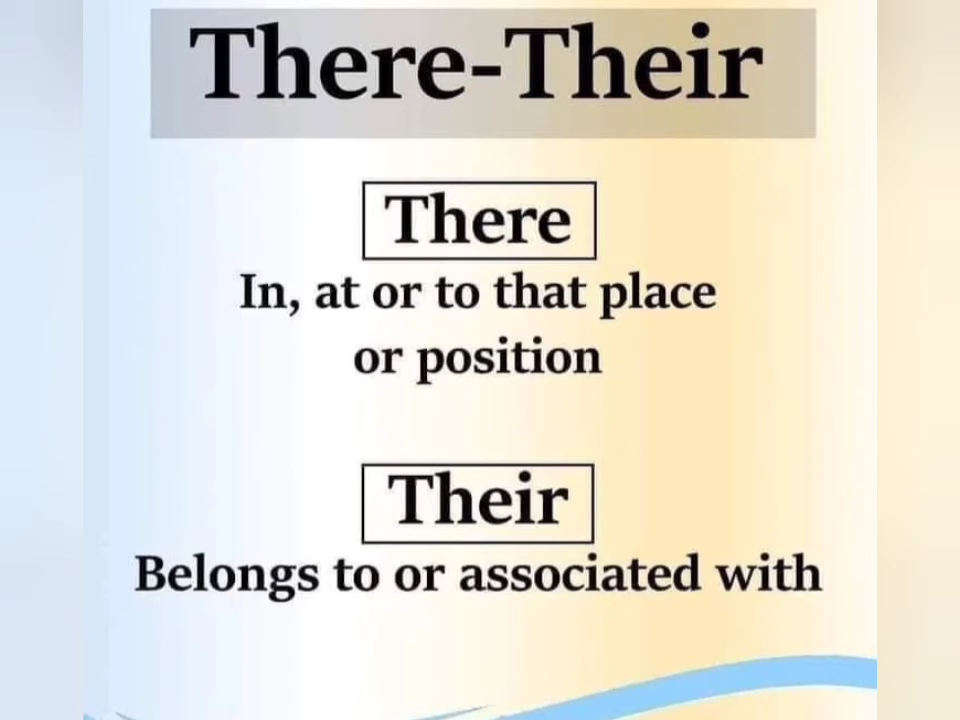 There-Their
There
In, at or to that place
or position
Their
Belongs to or associated with